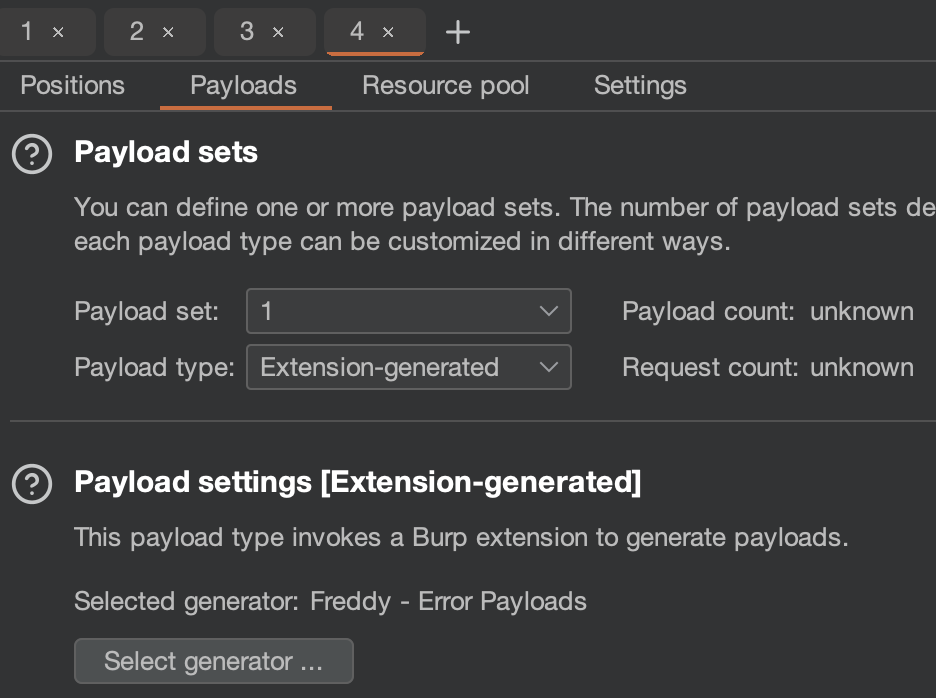 1 × 2 × 3 × 4 × +
Positions Payloads Resource pool Settings
? Payload sets
You can define one or more payload sets. The number of payload sets de
each payload type can be customized in different ways.
Payload set: 1 Payload count: unknown
Payload type: Extension-generated Request count: unknown
? Payload settings [Extension-generated]
This payload type invokes a Burp extension to generate payloads.
Selected generator: Freddy - Error Payloads
Select generator ...